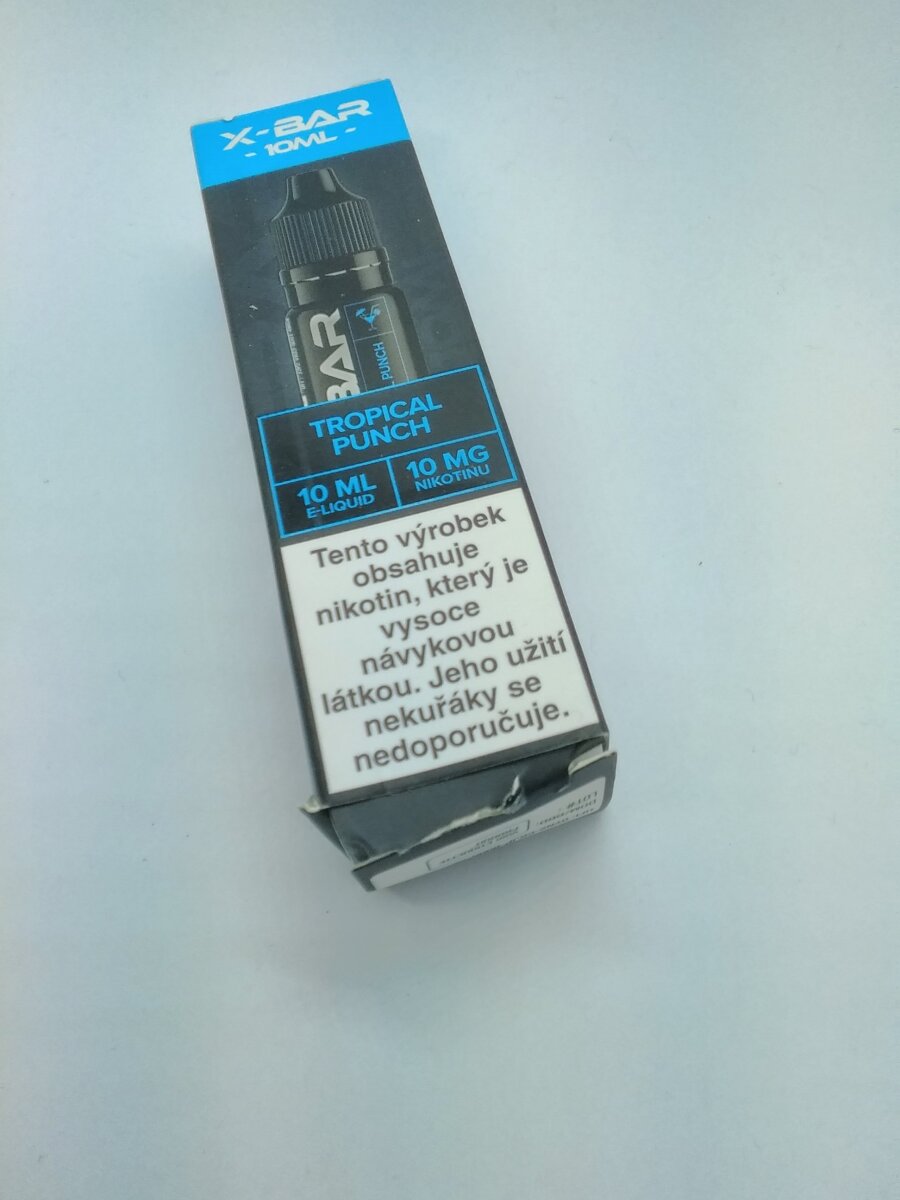 X-BAR
- 10ML -
BAR
L PUNCH
TROPICAL
PUNCH
10 ML
E-LIQUID
10 MG
NIKOTINU
Tento výrobek
obsahuje
nikotin, který je
vysoce
návykovou
látkou. Jeho užití
nekuřáky se
nedoporučuje.
LOT#